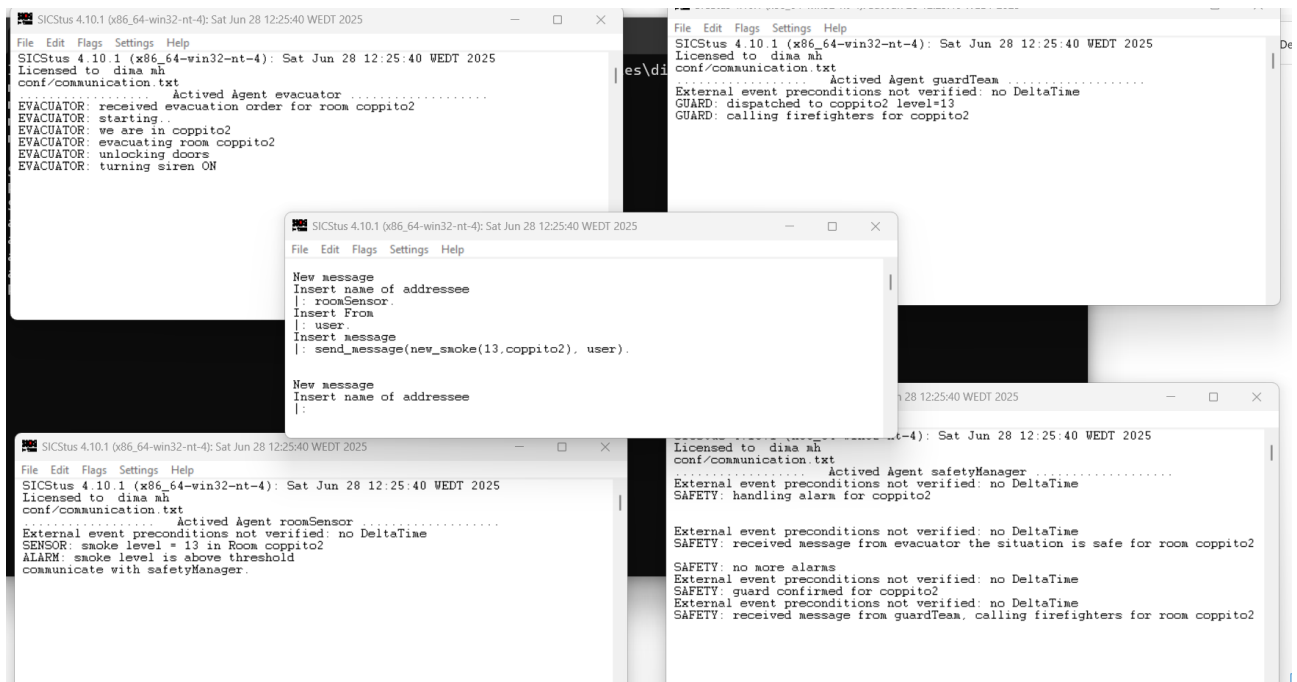 SICStus 4.10.1 (x86_64-win32-nt-4): Sat Jun 28 12:25:40 WEDT 2025
File Edit Flags Settings Help
SICStus 4.10.1 (x86_64-win32-nt-4): Sat Jun 28 12:25:40 WEDT 2025
Licensed to dima mh
conf/communication.txt
.................. Actived Agent evacuator ...................
EVACUATOR: received evacuation order for room coppito2
EVACUATOR: starting..
EVACUATOR: we are in coppito2
EVACUATOR: evacuating room coppito2
EVACUATOR: unlocking doors
EVACUATOR: turning siren ON
es\di
File Edit Flags Settings Help
SICStus 4.10.1 (x86_64-win32-nt-4): Sat Jun 28 12:25:40 WEDT 2025
Licensed to dima mh
conf/communication.txt
.................. Actived Agent guardTeam ...................
External event preconditions not verified: no DeltaTime
GUARD: dispatched to coppito2 level=13
GUARD: calling firefighters for coppito2
De
SICStus 4.10.1 (x86_64-win32-nt-4): Sat Jun 28 12:25:40 WEDT 2025
File Edit Flags Settings Help
New message
Insert name of addressee
|: roomSensor.
Insert From
|: user.
Insert message
|: send_message(new_smoke(13,coppito2), user).
New message
Insert name of addressee
|:
SICStus 4.10.1 (x86_64-win32-nt-4): Sat Jun 28 12:25:40 WEDT 2025
File Edit Flags Settings Help
SICStus 4.10.1 (x86_64-win32-nt-4): Sat Jun 28 12:25:40 WEDT 2025
Licensed to dima mh
conf/communication.txt
.................. Actived Agent roomSensor ...................
External event preconditions not verified: no DeltaTime
SENSOR: smoke level = 13 in Room coppito2
ALARM: smoke level is above threshold
communicate with safetyManager.
28 12:25:40 WEDT 2025
nt-4): Sat Jun 28 12:25:40 WEDT 2025
Licensed to dima mh
conf/communication.txt
.................. Actived Agent safetyManager ...................
External event preconditions not verified: no DeltaTime
SAFETY: handling alarm for coppito2
External event preconditions not verified: no DeltaTime
SAFETY: received message from evacuator the situation is safe for room coppito2
SAFETY: no more alarms
External event preconditions not verified: no DeltaTime
SAFETY: guard confirmed for coppito2
External event preconditions not verified: no DeltaTime
SAFETY: received message from guardTeam, calling firefighters for room coppito2